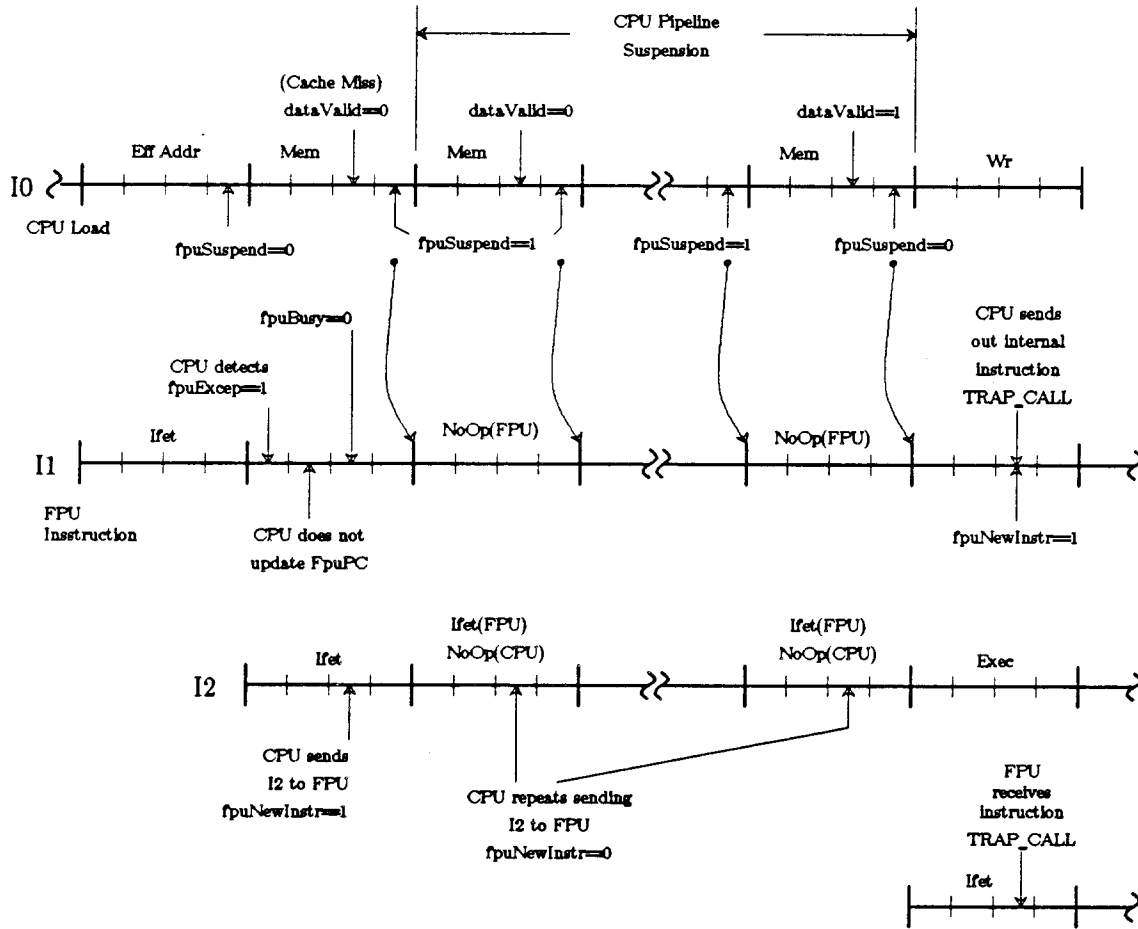 CPU Pipeline
Suspension
(Cache Miss)
dataValid==0
dataValid==0
dataValid==1
Eff Addr
Mem
Mem
Mem
Wr
I0
CPU Load
fpuSuspend==0
fpuSuspend==1
fpuSuspend==1
fpuSuspend==0
fpuBusy==0
CPU detects
fpuExcep==1
CPU sends
out internal
instruction
TRAP_CALL
Ifet
NoOp(FPU)
NoOp(FPU)
I1
FPU
Insstruction
CPU does not
update FpuPC
fpuNewInstr==1
Ifet
Ifet(FPU)
NoOp(CPU)
Ifet(FPU)
NoOp(CPU)
Exec
I2
CPU sends
I2 to FPU
fpuNewInstr==1
CPU repeats sending
I2 to FPU
fpuNewInstr==0
FPU
receives
instruction
TRAP_CALL
Ifet